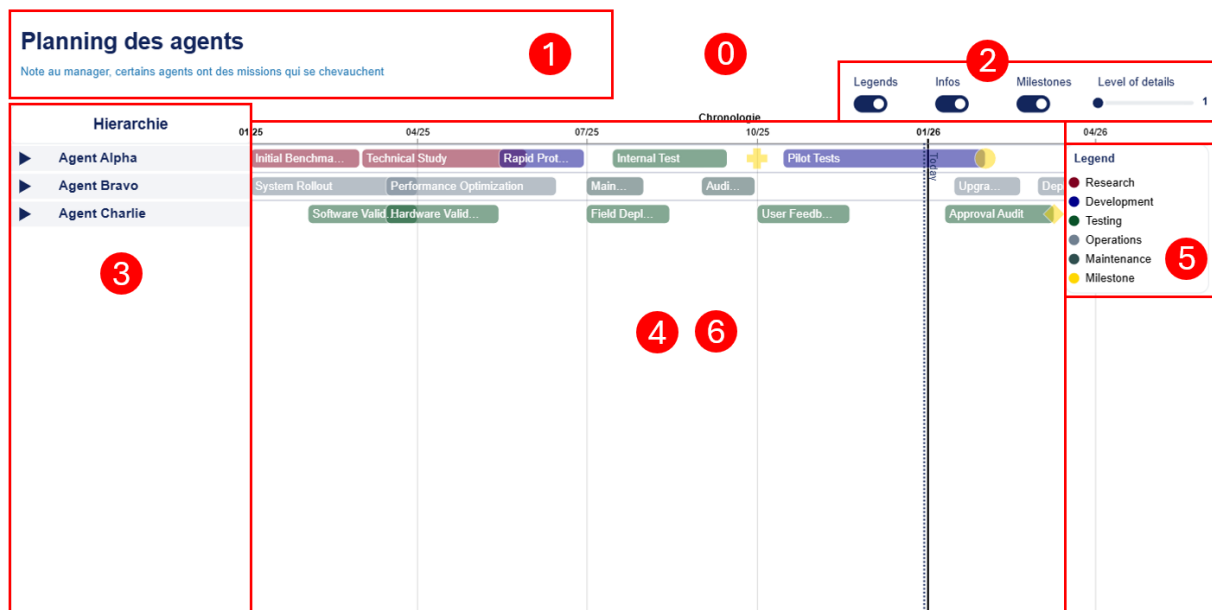 Planning des agents
Note au manager, certains agents ont des missions qui se chevauchent
1
0
2
Legends Infos Milestones Level of details
1
Hierarchie
Chronologie
01/25 04/25 07/25 10/25 01/26 04/26
Agent Alpha
Initial Benchma... Technical Study Rapid Prot... Internal Test Pilot Tests
Today
Agent Bravo
System Rollout Performance Optimization Main... Audi... Upgra... Dep
Agent Charlie
Software Valid Hardware Valid... Field Depl... User Feedb... Approval Audit
Legend
Research
Development
Testing
Operations
Maintenance
Milestone
3
4
6
5